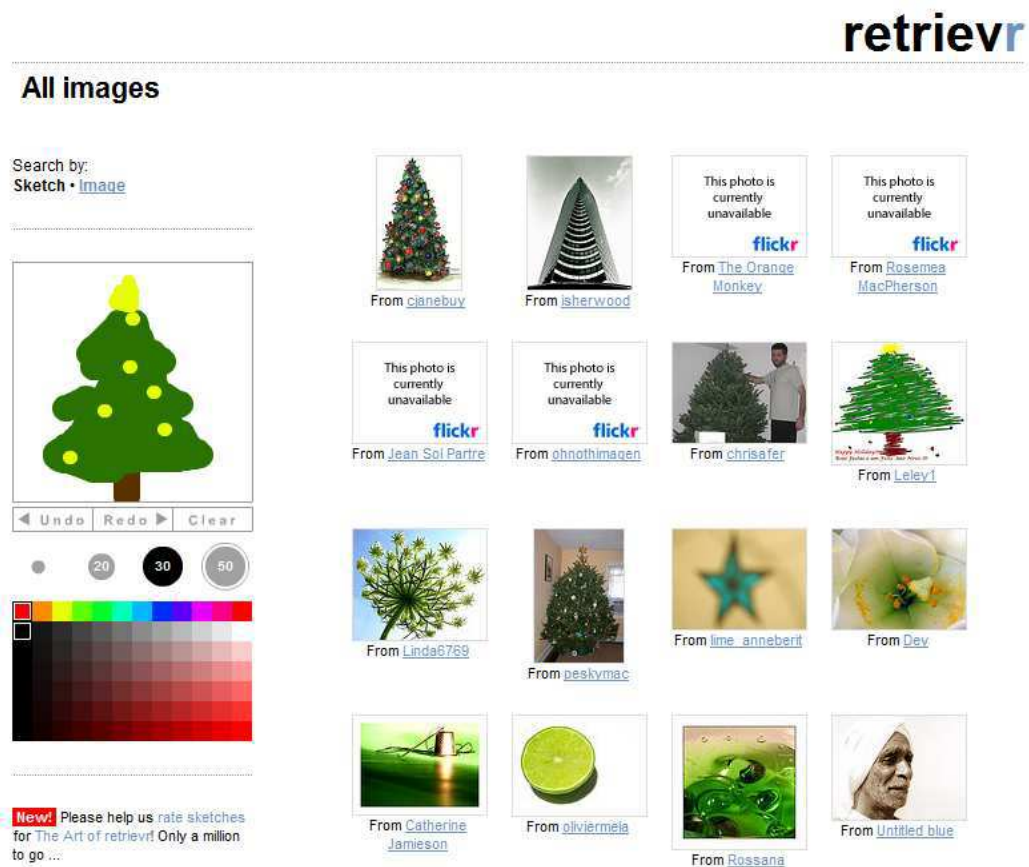 retrievr
All images
Search by:
Sketch • Image
Undo Redo Clear
20 30 50
New! Please help us rate sketches
for The Art of retrievr! Only a million
to go ...
From cjanebuy
From isherwood
This photo is
currently
unavailable
flickr
From The Orange
Monkey
This photo is
currently
unavailable
flickr
From Rosemea
MacPherson
This photo is
currently
unavailable
flickr
From Jean Sol Partre
This photo is
currently
unavailable
flickr
From ohnothimagen
From chrisafer
Happy Holidays
From Leley1
From Linda6769
From peskymac
From lime_anneberit
From Dey
From Catherine
Jamieson
From oliviermela
From Rossana
From Untitled blue